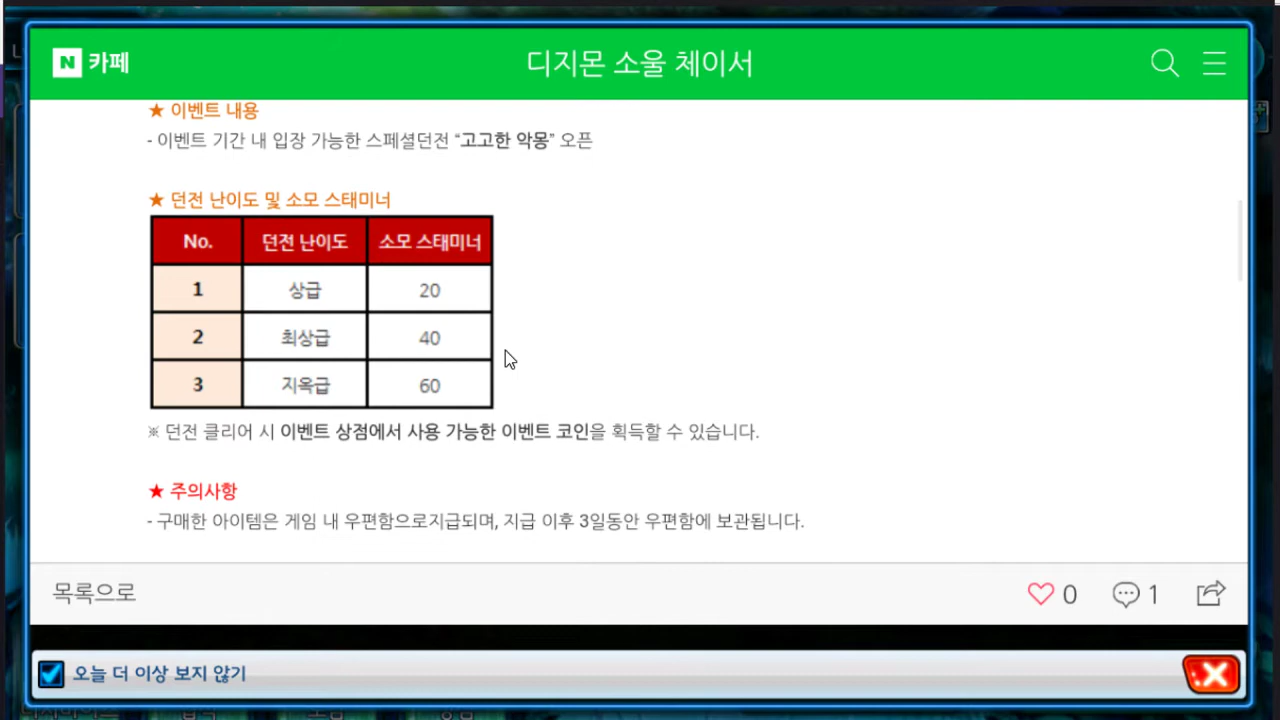 N 카페
디지몬 소울 체이서
★ 이벤트 내용
- 이벤트 기간 내 입장 가능한 스페셜던전 “고고한 악몽” 오픈
★ 던전 난이도 및 소모 스태미너
No. 던전 난이도 소모 스태미너
1 상급 20
2 최상급 40
3 지옥급 60
※ 던전 클리어 시 이벤트 상점에서 사용 가능한 이벤트 코인을 획득할 수 있습니다.
★ 주의사항
- 구매한 아이템은 게임 내 우편함으로지급되며, 지급 이후 3일동안 우편함에 보관됩니다.
목록으로
0
1
오늘 더 이상 보지 않기